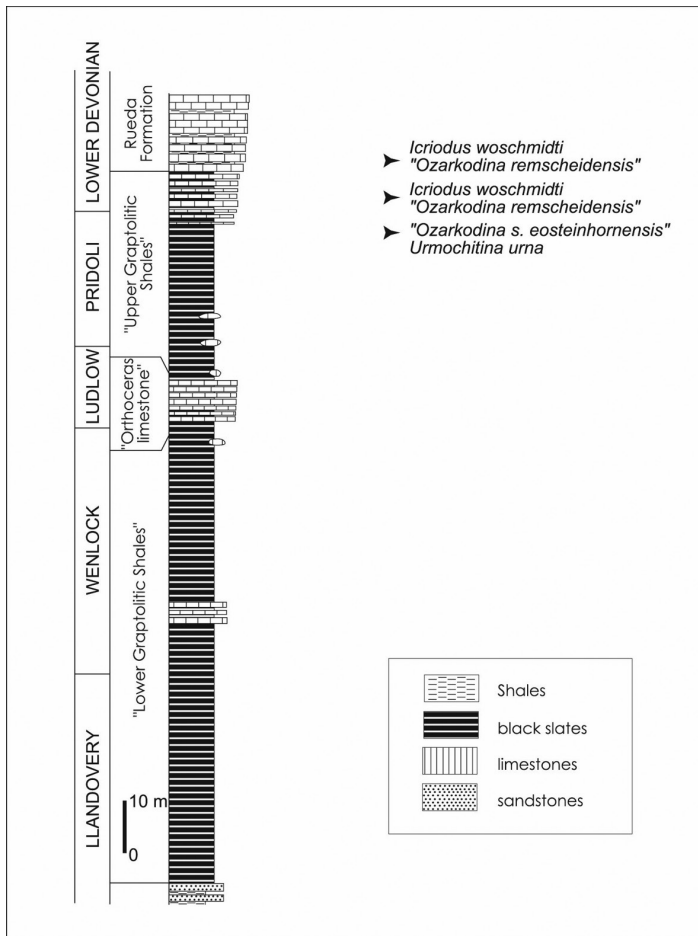 LOWER DEVONIAN
PRIDOLI
LUDLOW
WENLOCK
LLANDOVERY
Rueda
Formation
"Upper Graptolitic
Shales"
"Orthoceras
limestone"
"Lower Graptolitic Shales"
10 m
0
Icriodus woschmidti
"Ozarkodina remscheidensis"
Icriodus woschmidti
"Ozarkodina remscheidensis"
"Ozarkodina s. eosteinhornensis"
Urmochitina urna
Shales
black slates
limestones
sandstones